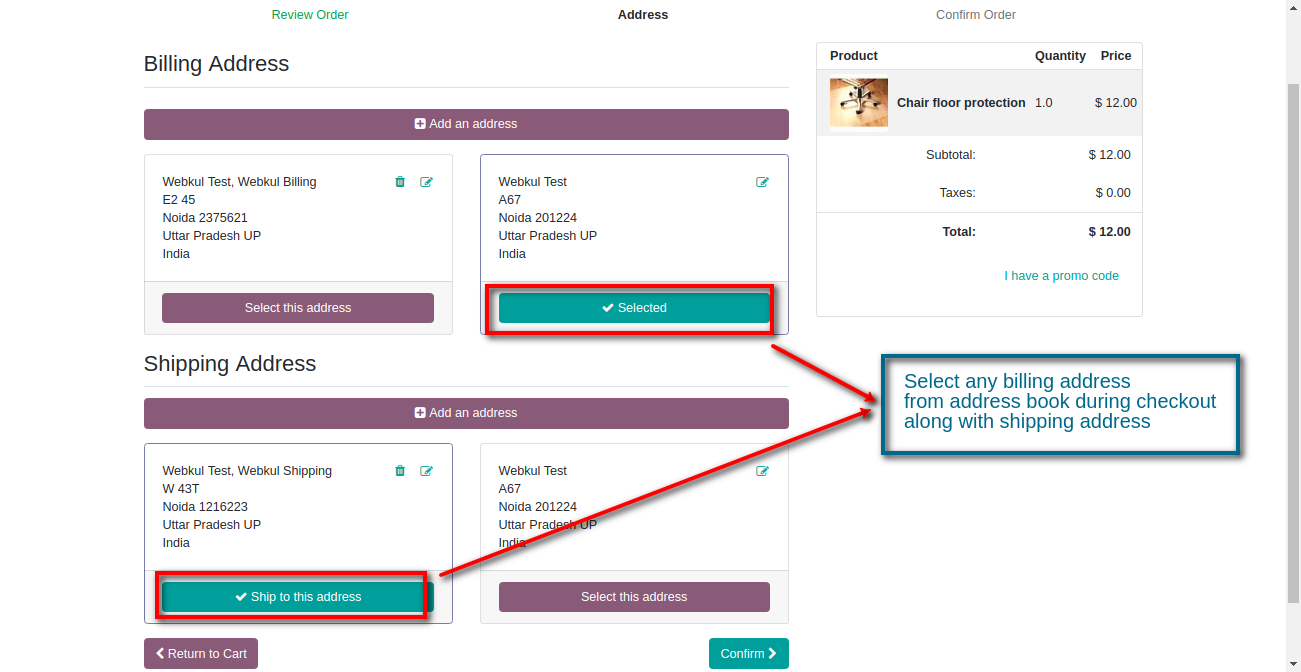 Review Order
Address
Confirm Order
Billing Address
Add an address
Webkul Test, Webkul Billing
E2 45
Noida 2375621
Uttar Pradesh UP
India
Select this address
Webkul Test
A67
Noida 201224
Uttar Pradesh UP
India
Selected
Shipping Address
Add an address
Webkul Test, Webkul Shipping
W 43T
Noida 1216223
Uttar Pradesh UP
India
Ship to this address
Webkul Test
A67
Noida 201224
Uttar Pradesh UP
India
Select this address
Return to Cart
Confirm
Product Quantity Price
Chair floor protection 1.0 $ 12.00
Subtotal: $ 12.00
Taxes: $ 0.00
Total: $ 12.00
I have a promo code
Select any billing address
from address book during checkout
along with shipping address